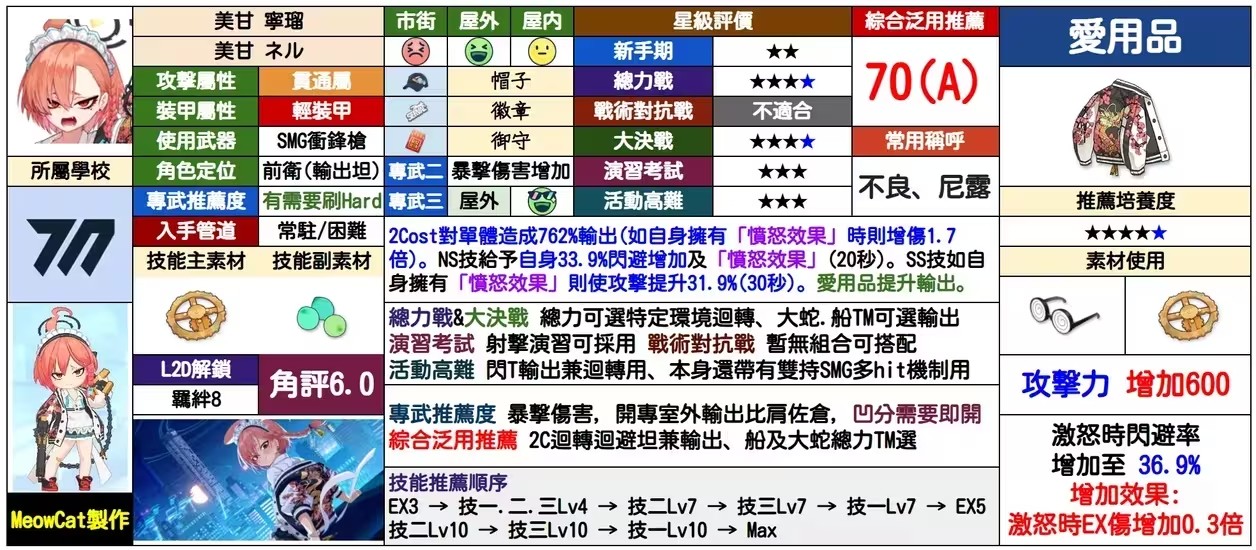 美甘 寧瑠
美甘 ネル
攻擊屬性 貫通屬
裝甲屬性 輕裝甲
使用武器 SMG衝鋒槍
所屬學校
角色定位 前衛(輸出坦)
專武推薦度 有需要刷Hard
入手管道 常駐/困難
技能主素材 技能副素材
L2D解鎖
羈絆8
角評6.0
MeowCat製作
市街 屋外 屋内
帽子
徽章
御守
專武二 暴擊傷害增加
專武三 屋外
星級評價
新手期 ★★
總力戰 ★★★★
戰術對抗戰 不適合
大決戰 ★★★★
演習考試 ★★★
活動高難 ★★★
綜合泛用推薦
70(A)
常用稱呼
不良、尼露
2Cost對單體造成762%輸出(如自身擁有「憤怒效果」時則增傷1.7
倍)。NS技給予自身33.9%閃避增加及「憤怒效果」(20秒)。SS技如自
身擁有「憤怒效果」則使攻擊提升31.9%(30秒)。愛用品提升輸出。
總力戰&大決戰 總力可選特定環境迴轉、大蛇.船TM可選輸出
演習考試 射擊演習可採用 戰術對抗戰 暫無組合可搭配
活動高難 閃T輸出兼迴轉用、本身還帶有雙持SMG多hit機制用
專武推薦度 暴擊傷害, 開專室外輸出比肩佐倉, 凹分需要即開
綜合泛用推薦 2C迴轉迴避坦兼輸出、船及大蛇總力TM選
技能推薦順序
EX3 → 技一.二.三Lv4 → 技二Lv7 → 技三Lv7 → 技一Lv7 → EX5
技二Lv10 → 技三Lv10 → 技一Lv10 → Max
愛用品
推薦培養度
★★★★★
素材使用
攻擊力 增加600
激怒時閃避率
增加至 36.9%
增加效果:
激怒時EX傷增加0.3倍